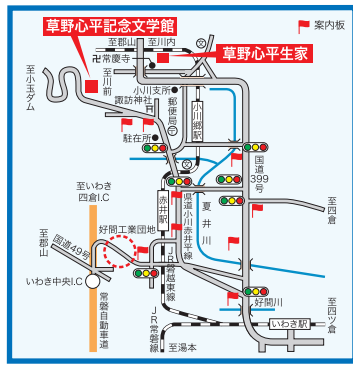 草野心平記念文学館
案内板
至郡山
至川内
草野心平生家
常慶寺
至小玉ダム
至川前
小川支所
諏訪神社
郵便局
小川郷駅
駐在所
国道399号
至いわき四倉I.C
赤井駅
県道小川赤井平線
夏井川
至四倉
好間工業団地
至郡山
国道49号
いわき中央I.C
JR磐越東線
好間川
常磐自動車道
JR常磐線
至湯本
いわき駅
至四ツ倉